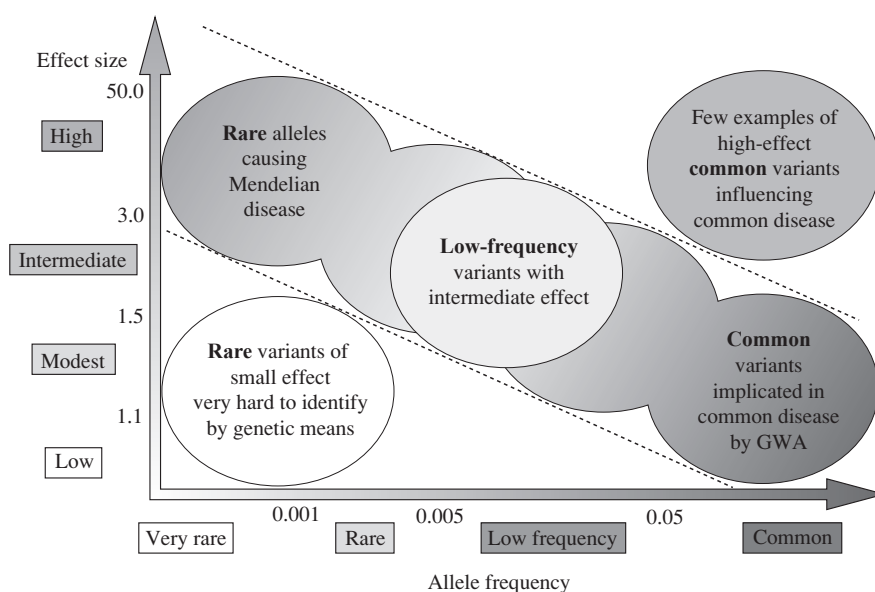 Effect size
50.0
High
3.0
Intermediate
1.5
Modest
1.1
Low
Rare alleles
causing
Mendelian
disease
Few examples of
high-effect
common variants
influencing
common disease
Low-frequency
variants with
intermediate effect
Rare variants of
small effect
very hard to identify
by genetic means
Common
variants
implicated in
common disease
by GWA
0.001
0.005
0.05
Very rare
Rare
Low frequency
Common
Allele frequency